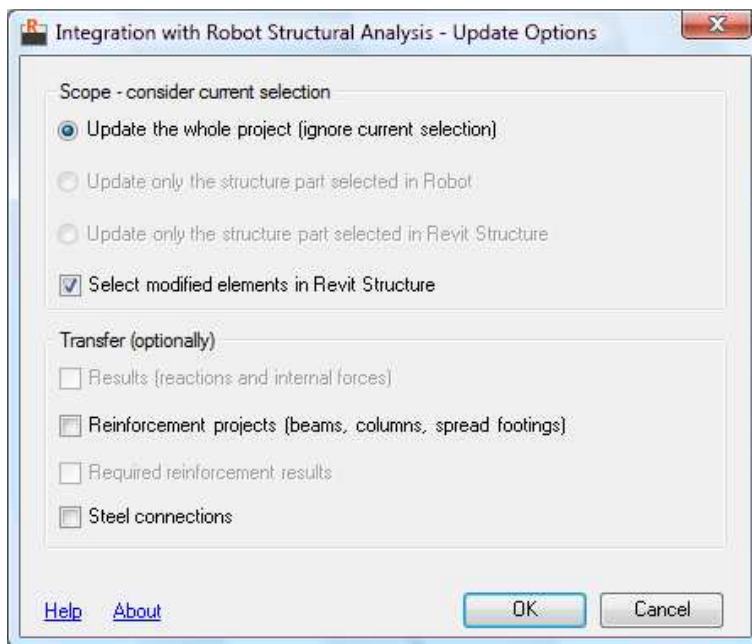 Integration with Robot Structural Analysis - Update Options
Scope - consider current selection
Update the whole project (ignore current selection)
Update only the structure part selected in Robot
Update only the structure part selected in Revit Structure
Select modified elements in Revit Structure
Transfer (optionally)
Results (reactions and internal forces)
Reinforcement projects (beams, columns, spread footings)
Required reinforcement results
Steel connections
Help About OK Cancel